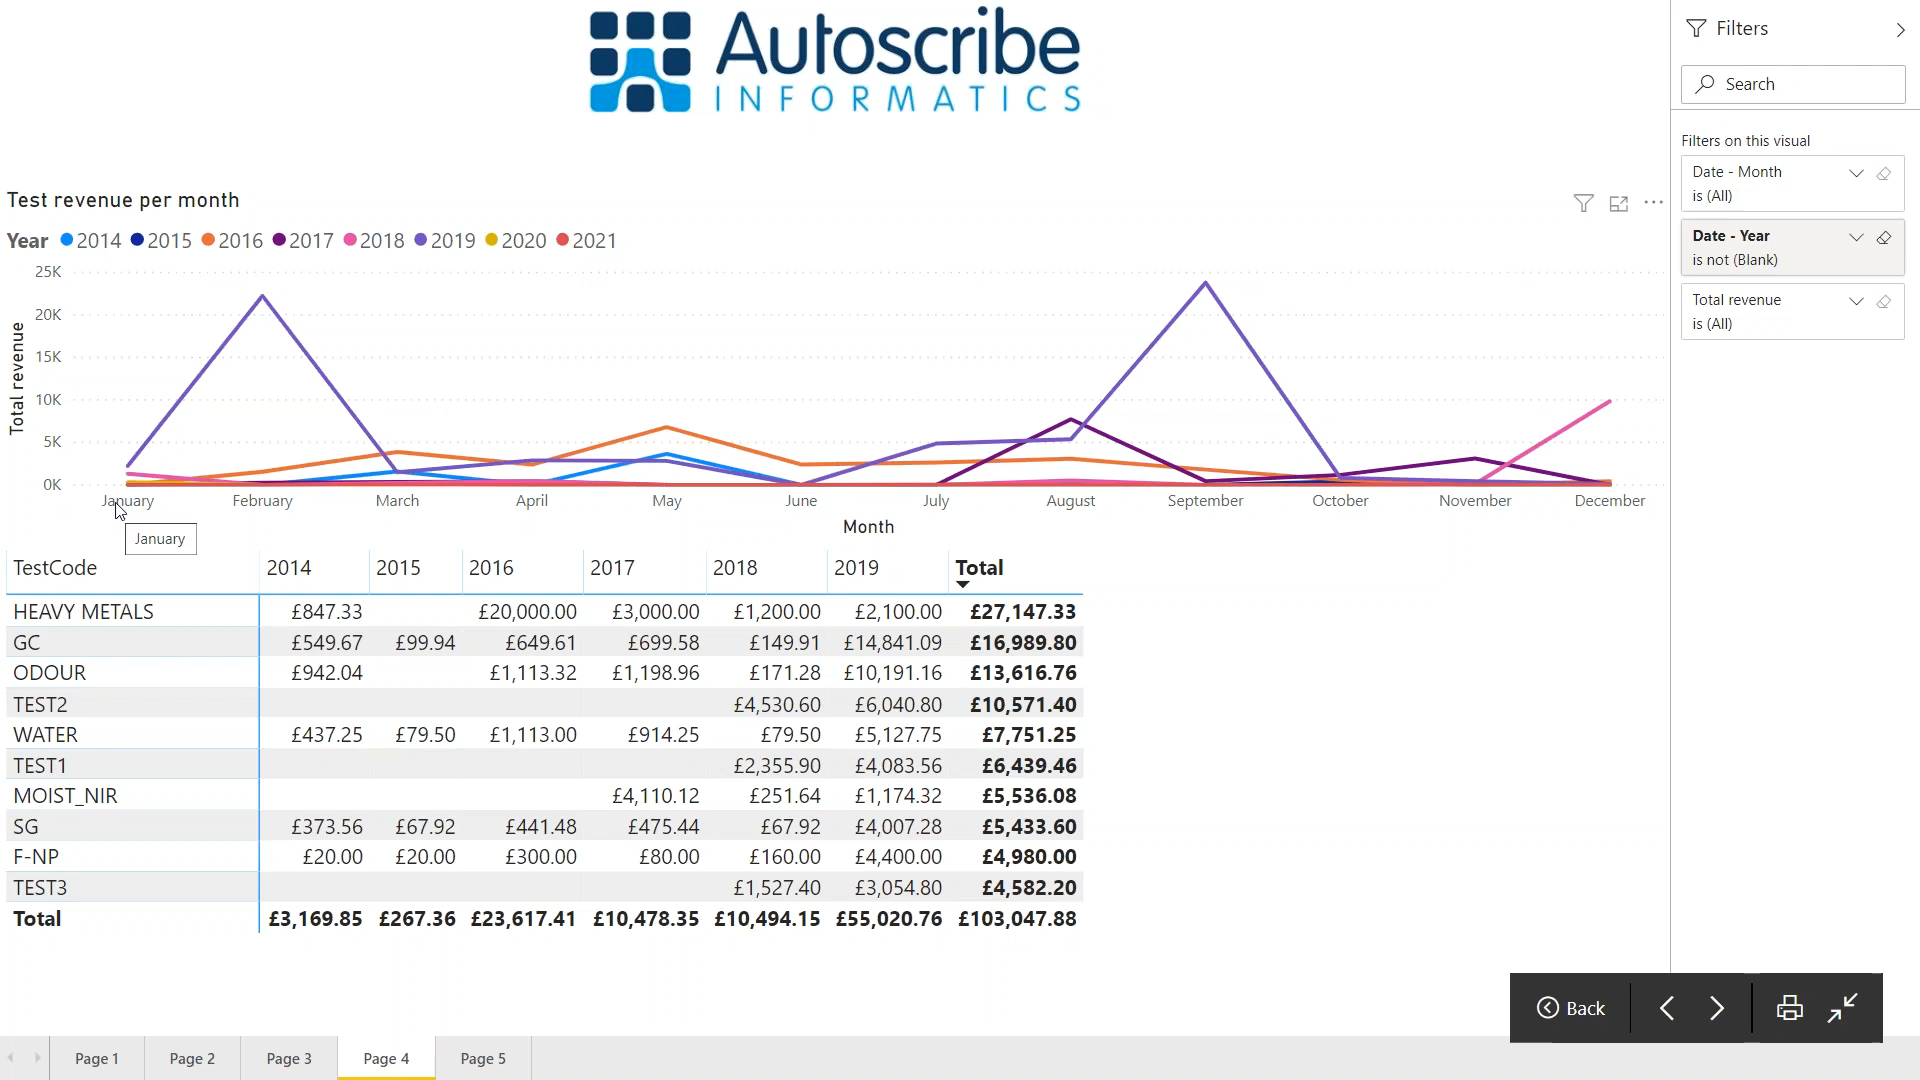 Autoscribe
INFORMATICS
Filters
Search
Filters on this visual
Date - Month
is (All)
Date - Year
is not (Blank)
Total revenue
is (All)
Test revenue per month
Year 2014 2015 2016 2017 2018 2019 2020 2021
25K
20K
15K
10K
5K
0K
Total revenue
January February March April May June July August September October November December
January
Month
TestCode 2014 2015 2016 2017 2018 2019 Total
HEAVY METALS £847.33 £20,000.00 £3,000.00 £1,200.00 £2,100.00 £27,147.33
GC £549.67 £99.94 £649.61 £699.58 £149.91 £14,841.09 £16,989.80
ODOUR £942.04 £1,113.32 £1,198.96 £171.28 £10,191.16 £13,616.76
TEST2 £4,530.60 £6,040.80 £10,571.40
WATER £437.25 £79.50 £1,113.00 £914.25 £79.50 £5,127.75 £7,751.25
TEST1 £2,355.90 £4,083.56 £6,439.46
MOIST_NIR £4,110.12 £251.64 £1,174.32 £5,536.08
SG £373.56 £67.92 £441.48 £475.44 £67.92 £4,007.28 £5,433.60
F-NP £20.00 £20.00 £300.00 £80.00 £160.00 £4,400.00 £4,980.00
TEST3 £1,527.40 £3,054.80 £4,582.20
Total £3,169.85 £267.36 £23,617.41 £10,478.35 £10,494.15 £55,020.76 £103,047.88
Back
Page 1 Page 2 Page 3 Page 4 Page 5